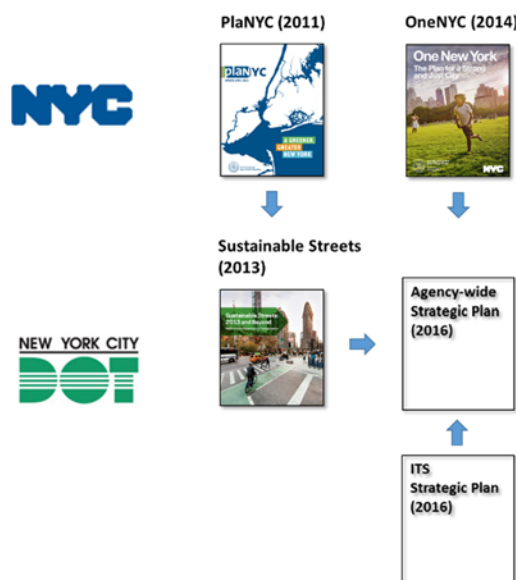 PlaNYC (2011)
OneNYC (2014)
NYC
plaNYC
A GREENER,
GREATER
NEW YORK
One New York
The Plan for a Strong
and Just City
NYC
Sustainable Streets
(2013)
Sustainable Streets
2013 and Beyond
Agency-wide
Strategic Plan
(2016)
NEW YORK CITY
DOT
ITS
Strategic Plan
(2016)